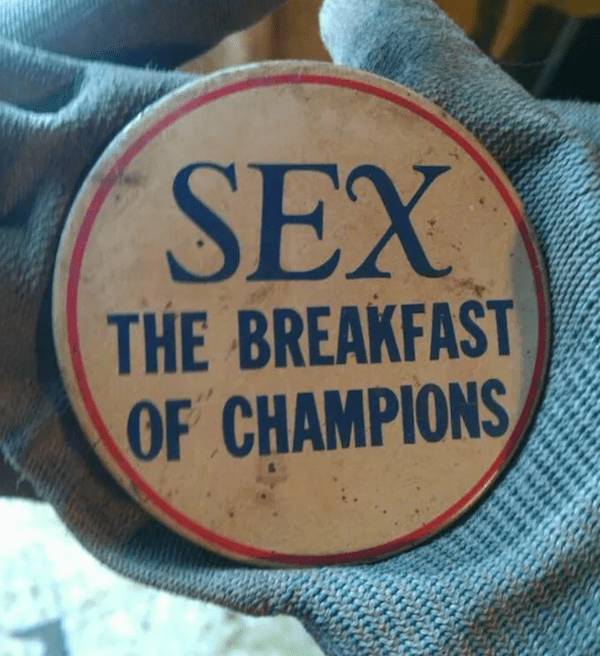 SEX
THE BREAKFAST
OF CHAMPIONS